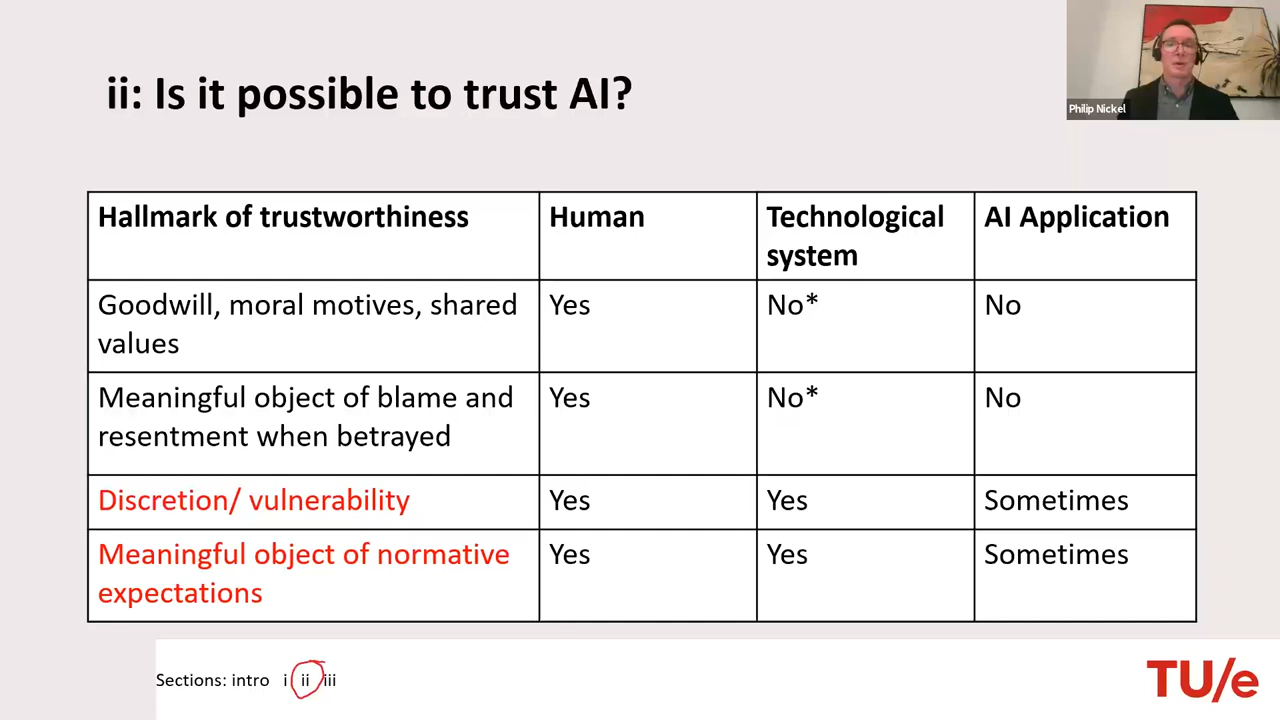 ii: Is it possible to trust AI?
Philip Nickel
Hallmark of trustworthiness
Human
Technological
system
AI Application
Goodwill, moral motives, shared
values
Yes
No*
No
Meaningful object of blame and
resentment when betrayed
Yes
No*
No
Discretion/ vulnerability
Yes
Yes
Sometimes
Meaningful object of normative
expectations
Yes
Yes
Sometimes
Sections: intro i ii iii
TU/e